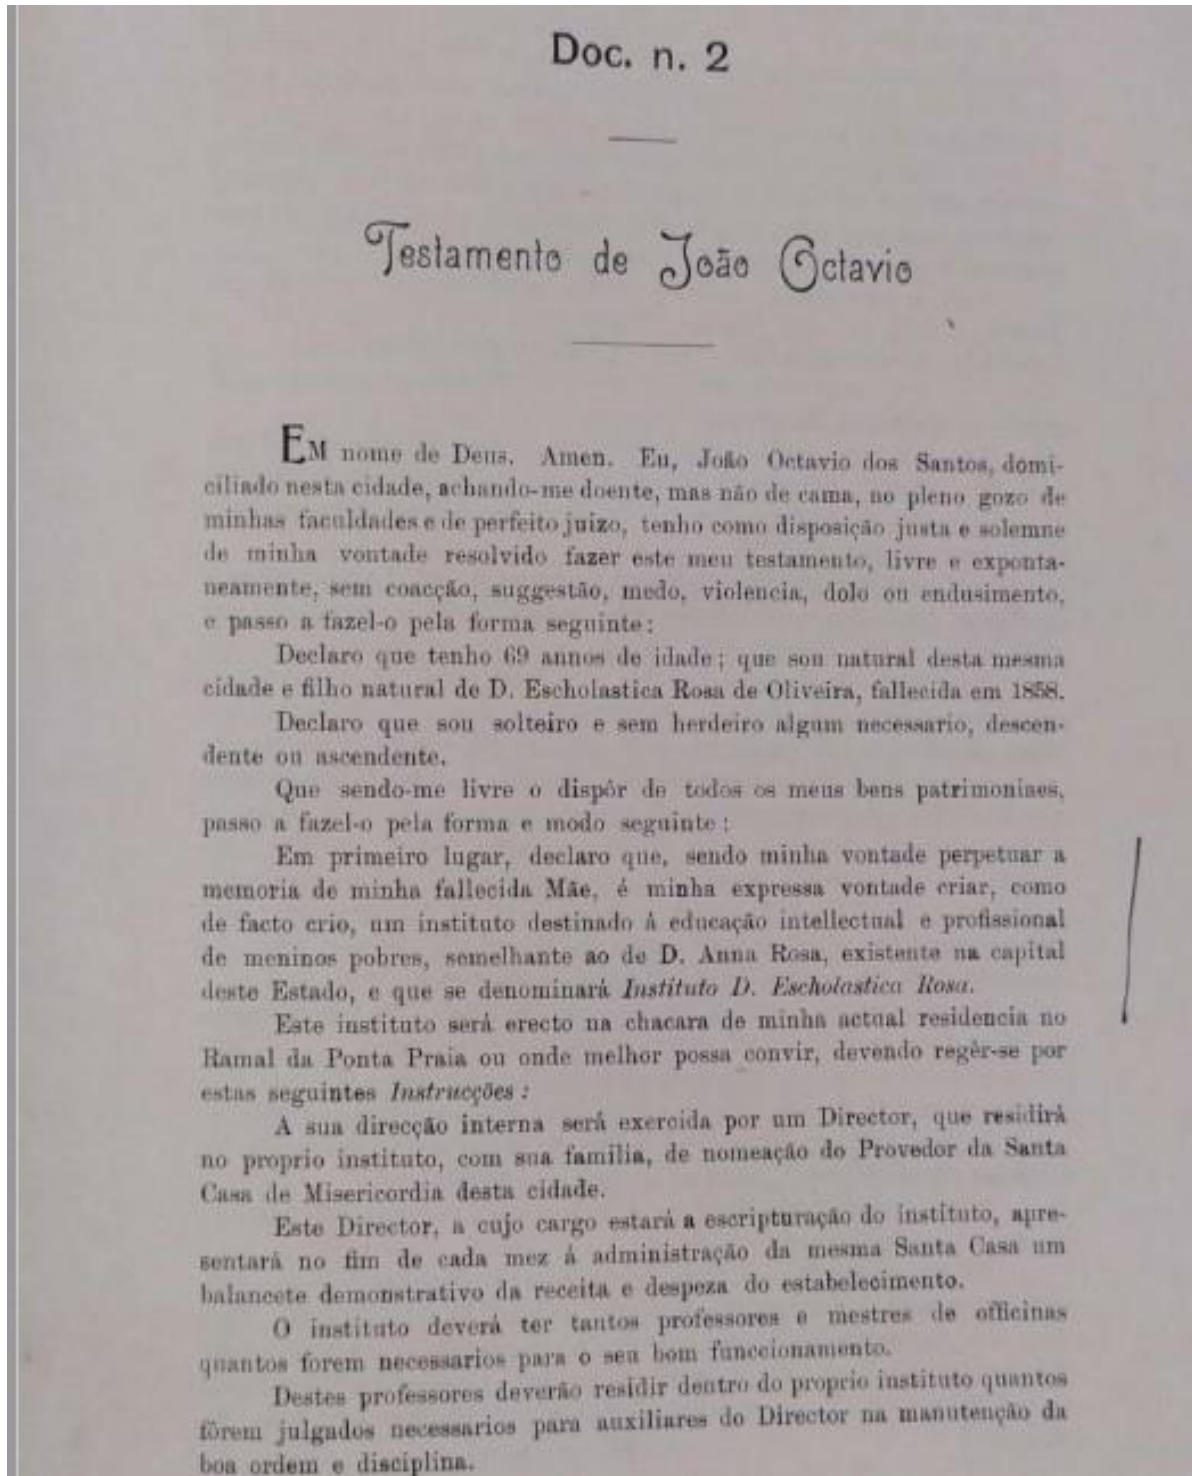 Doc. n. 2
Testamento de João Octavio
EM nome de Deus. Amen. Eu, João Octavio dos Santos, domi-
ciliado nesta cidade, achando-me doente, mas não de cama, no pleno gozo de
minhas faculdades e de perfeito juizo, tenho como disposição justa e solemne
de minha vontade resolvido fazer este meu testamento, livre e exponta-
neamente, sem coacção, suggestão, medo, violencia, dolo ou endusimento,
e passo a fazel-o pela forma seguinte:
Declaro que tenho 69 annos de idade; que sou natural desta mesma
cidade e filho natural de D. Escholastica Rosa de Oliveira, fallecida em 1858.
Declaro que sou solteiro e sem herdeiro algum necessario, descen-
dente ou ascendente.
Que sendo-me livre o dispôr de todos os meus bens patrimoniaes,
passo a fazel-o pela forma e modo seguinte:
Em primeiro lugar, declaro que, sendo minha vontade perpetuar a
memoria de minha fallecida Mãe, é minha expressa vontade criar, como
de facto crio, um instituto destinado á educação intellectual e profissional
de meninos pobres, semelhante ao de D. Anna Rosa, existente na capital
deste Estado, e que se denominará Instituto D. Escholastica Rosa.
Este instituto será erecto na chacara de minha actual residencia no
Ramal da Ponta Praia ou onde melhor possa convir, devendo regêr-se por
estas seguintes Instrucções:
A sua direcção interna será exercida por um Director, que residirá
no proprio instituto, com sua familia, de nomeação do Provedor da Santa
Casa de Misericordia desta cidade.
Este Director, a cujo cargo estará a escripturação do instituto, apre-
sentará no fim de cada mez á administração da mesma Santa Casa um
balancete demonstrativo da receita e despeza do estabelecimento.
O instituto deverá ter tantos professores e mestres de officinas
quantos forem necessarios para o seu bom funccionamento.
Destes professores deverão residir dentro do proprio instituto quantos
fôrem julgados necessarios para auxiliares do Director na manutenção da
boa ordem e disciplina.